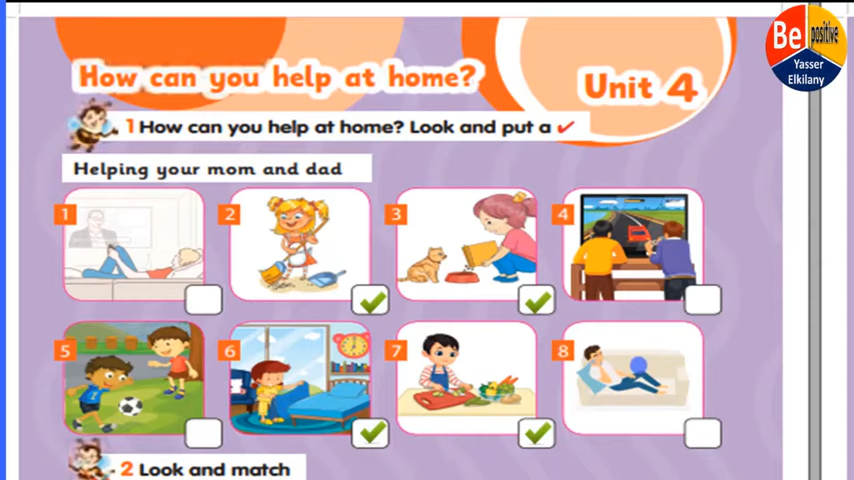 Be positive
Yasser
Elkilany
How can you help at home?
Unit 4
1 How can you help at home? Look and put a ✓
Helping your mom and dad
1
2
3
4
5
6
7
8
2 Look and match